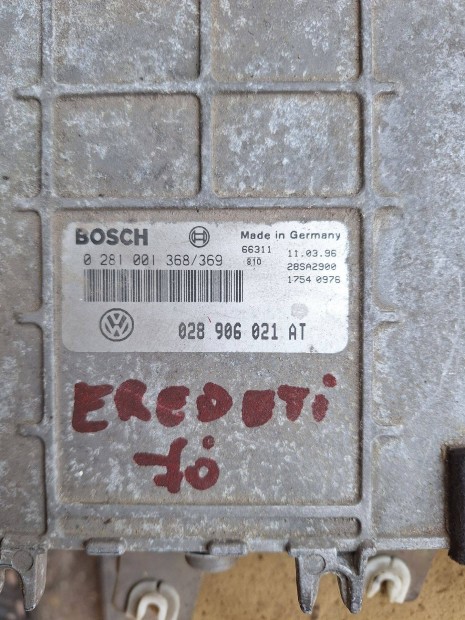 BOSCH Made in Germany
0 281 001 368/369 66311 11.03.96
610 28SA2900
1754 0976
028 906 021 AT
EREDETi
Jó